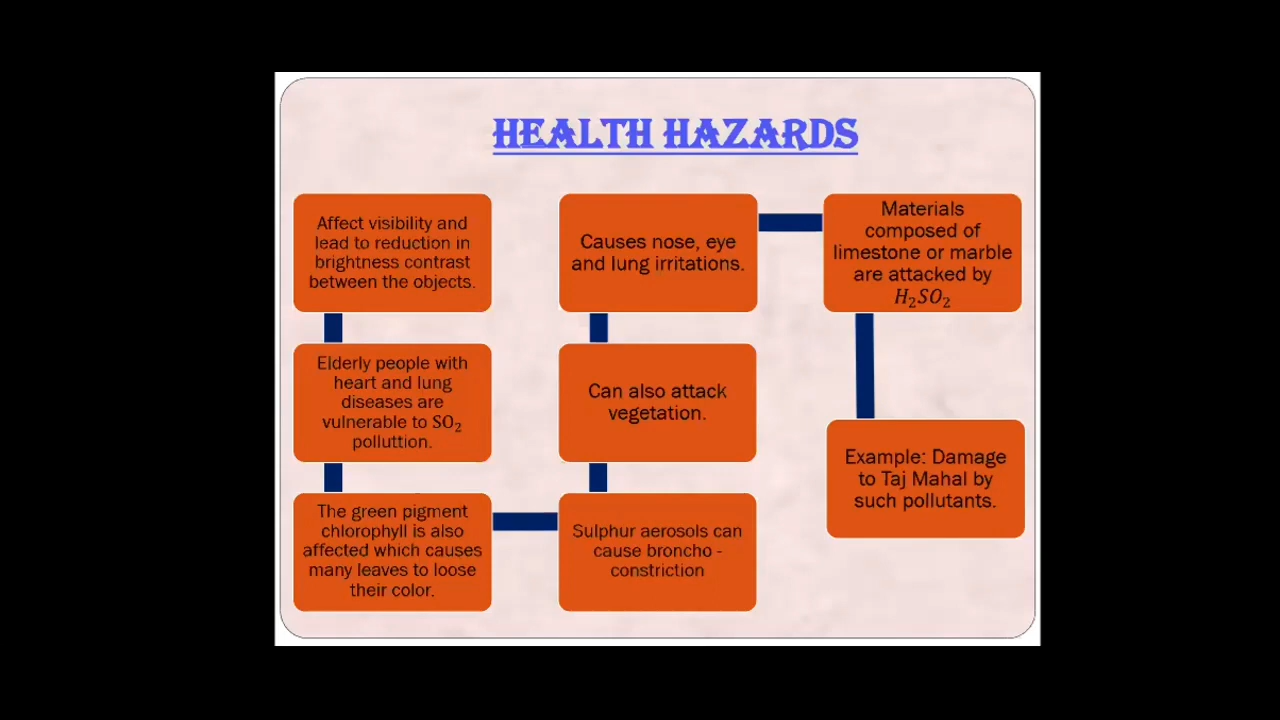 HEALTH HAZARDS
Affect visibility and
lead to reduction in
brightness contrast
between the objects.
Elderly people with
heart and lung
diseases are
vulnerable to SO₂
polluttion.
The green pigment
chlorophyll is also
affected which causes
many leaves to loose
their color.
Sulphur aerosols can
cause broncho -
constriction
Can also attack
vegetation.
Causes nose, eye
and lung irritations.
Materials
composed of
limestone or marble
are attacked by
H₂SO₂
Example: Damage
to Taj Mahal by
such pollutants.